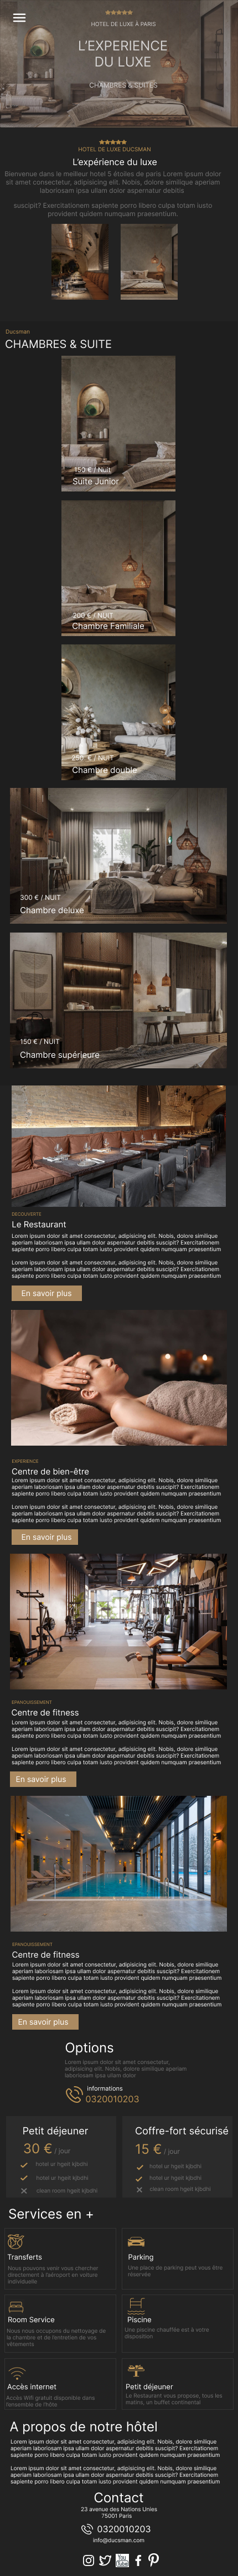 HOTEL DE LUXE À PARIS
L'EXPERIENCE
DU LUXE
CHAMBRES & SUITES
HOTEL DE LUXE DUCSMAN
L'expérience du luxe
Bienvenue dans le meilleur hotel 5 étoiles de paris Lorem ipsum dolor
sit amet consectetur, adipisicing elit. Nobis, dolore similique aperiam
laboriosam ipsa ullam dolor aspernatur debitis
suscipit? Exercitationem sapiente porro libero culpa totam iusto
provident quidem numquam praesentium.
Ducsman
CHAMBRES & SUITE
150 € / Nuit
Suite Junior
200 € / NUIT
Chambre Familiale
250 € / NUIT
Chambre double
300 € / NUIT
Chambre deluxe
150 € / NUIT
Chambre supérieure
DECOUVERTE
Le Restaurant
Lorem ipsum dolor sit amet consectetur, adipisicing elit. Nobis, dolore similique
aperiam laboriosam ipsa ullam dolor aspernatur debitis suscipit? Exercitationem
sapiente porro libero culpa totam iusto provident quidem numquam praesentium
Lorem ipsum dolor sit amet consectetur, adipisicing elit. Nobis, dolore similique
aperiam laboriosam ipsa ullam dolor aspernatur debitis suscipit? Exercitationem
sapiente porro libero culpa totam iusto provident quidem numquam praesentium
En savoir plus
EXPERIENCE
Centre de bien-être
Lorem ipsum dolor sit amet consectetur, adipisicing elit. Nobis, dolore similique
aperiam laboriosam ipsa ullam dolor aspernatur debitis suscipit? Exercitationem
sapiente porro libero culpa totam iusto provident quidem numquam praesentium
Lorem ipsum dolor sit amet consectetur, adipisicing elit. Nobis, dolore similique
aperiam laboriosam ipsa ullam dolor aspernatur debitis suscipit? Exercitationem
sapiente porro libero culpa totam iusto provident quidem numquam praesentium
En savoir plus
EPANOUISSEMENT
Centre de fitness
Lorem ipsum dolor sit amet consectetur, adipisicing elit. Nobis, dolore similique
aperiam laboriosam ipsa ullam dolor aspernatur debitis suscipit? Exercitationem
sapiente porro libero culpa totam iusto provident quidem numquam praesentium
Lorem ipsum dolor sit amet consectetur, adipisicing elit. Nobis, dolore similique
aperiam laboriosam ipsa ullam dolor aspernatur debitis suscipit? Exercitationem
sapiente porro libero culpa totam iusto provident quidem numquam praesentium
En savoir plus
EPANOUISSEMENT
Centre de fitness
Lorem ipsum dolor sit amet consectetur, adipisicing elit. Nobis, dolore similique
aperiam laboriosam ipsa ullam dolor aspernatur debitis suscipit? Exercitationem
sapiente porro libero culpa totam iusto provident quidem numquam praesentium
Lorem ipsum dolor sit amet consectetur, adipisicing elit. Nobis, dolore similique
aperiam laboriosam ipsa ullam dolor aspernatur debitis suscipit? Exercitationem
sapiente porro libero culpa totam iusto provident quidem numquam praesentium
En savoir plus
Options
Lorem ipsum dolor sit amet consectetur,
adipisicing elit. Nobis, dolore similique aperiam
laboriosam ipsa ullam dolor
informations
0320010203
Petit déjeuner
30 € / jour
hotel ur hgeit kjbdhi
hotel ur hgeit kjbdhi
clean room hgeit kjbdhi
Coffre-fort sécurisé
15 € / jour
hotel ur hgeit kjbdhi
hotel ur hgeit kjbdhi
clean room hgeit kjbdhi
Services en +
Transferts
Nous pouvons venir vous chercher
directement à l'aéroport en voiture
individuelle
Parking
Une place de parking peut vous être
réservée
Room Service
Nous nous occupons du nettoyage de
la chambre et de l'entretien de vos
vêtements
Piscine
Une piscine chauffée est à votre
disposition
Accès internet
Accès Wifi gratuit disponible dans
l'ensemble de l'hôte
Petit déjeuner
Le Restaurant vous propose, tous les
matins, un buffet continental
A propos de notre hôtel
Lorem ipsum dolor sit amet consectetur, adipisicing elit. Nobis, dolore similique
aperiam laboriosam ipsa ullam dolor aspernatur debitis suscipit? Exercitationem
sapiente porro libero culpa totam iusto provident quidem numquam praesentium
Lorem ipsum dolor sit amet consectetur, adipisicing elit. Nobis, dolore similique
aperiam laboriosam ipsa ullam dolor aspernatur debitis suscipit? Exercitationem
sapiente porro libero culpa totam iusto provident quidem numquam praesentium
Contact
23 avenue des Nations Unies
75001 Paris
0320010203
info@ducsman.com